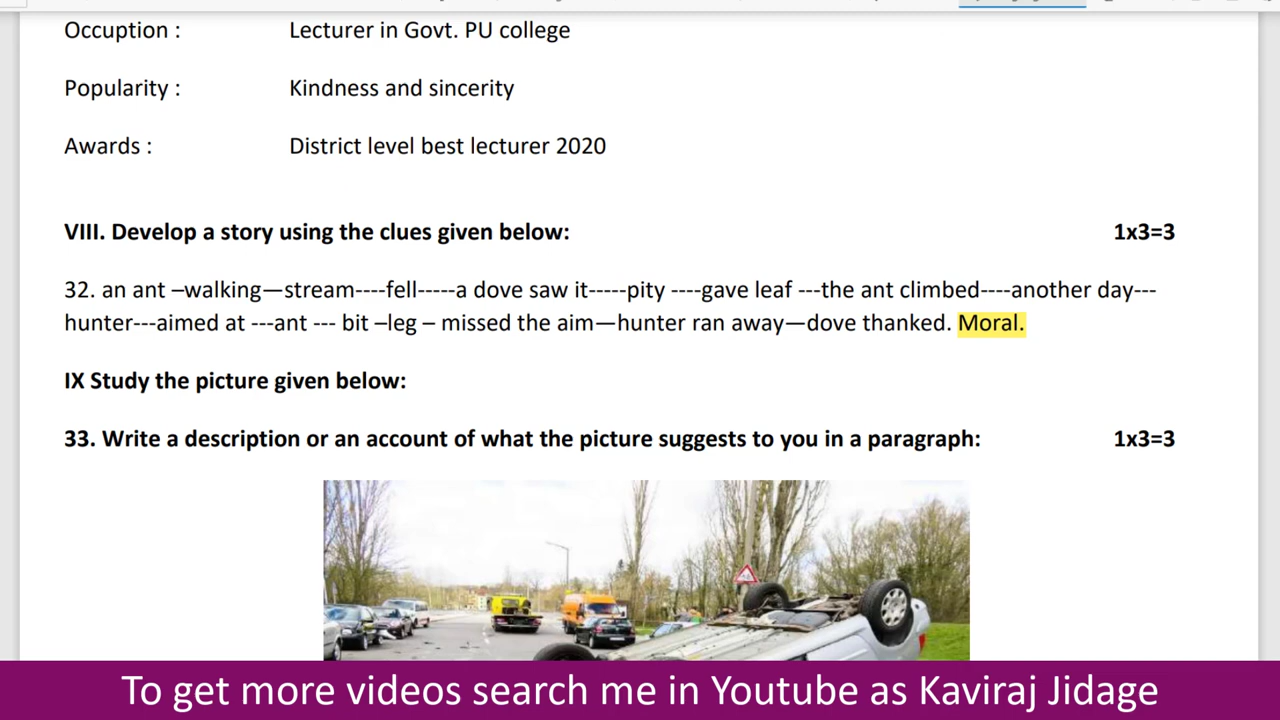 Occuption : Lecturer in Govt. PU college
Popularity : Kindness and sincerity
Awards : District level best lecturer 2020
VIII. Develop a story using the clues given below: 1x3=3
32. an ant –walking—stream----fell-----a dove saw it-----pity ----gave leaf ---the ant climbed----another day---
hunter---aimed at ---ant --- bit –leg – missed the aim—hunter ran away—dove thanked. Moral.
IX Study the picture given below:
33. Write a description or an account of what the picture suggests to you in a paragraph: 1x3=3
To get more videos search me in Youtube as Kaviraj Jidage